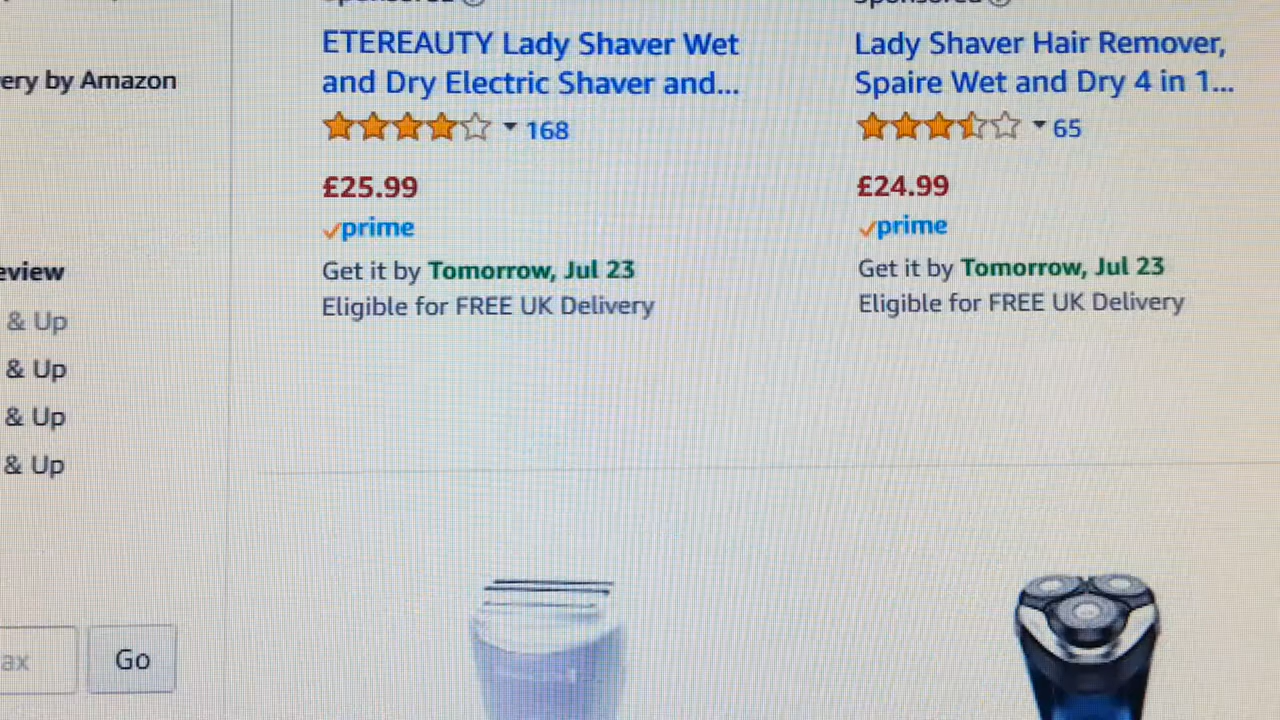 ery by Amazon
eview
& Up
& Up
& Up
& Up
Go
ETEREAUTY Lady Shaver Wet
and Dry Electric Shaver and...
168
£25.99
prime
Get it by Tomorrow, Jul 23
Eligible for FREE UK Delivery
Lady Shaver Hair Remover,
Spaire Wet and Dry 4 in 1...
65
£24.99
prime
Get it by Tomorrow, Jul 23
Eligible for FREE UK Delivery